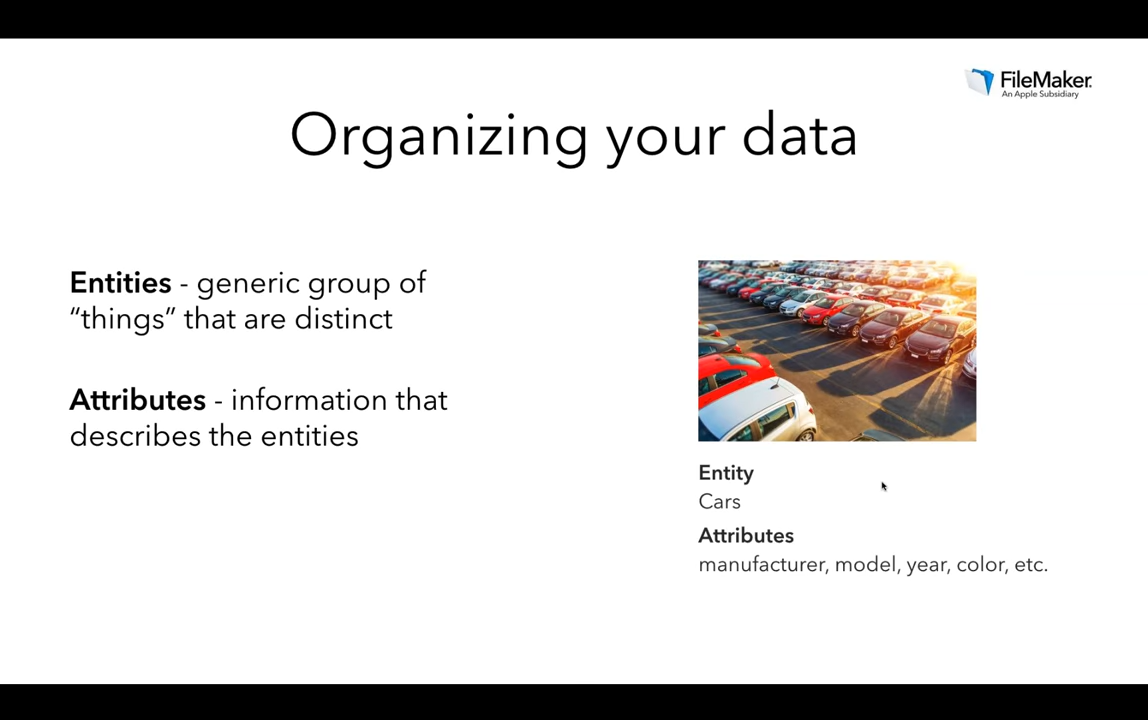 FileMaker.
An Apple Subsidiary
Organizing your data
Entities - generic group of
“things” that are distinct
Attributes - information that
describes the entities
Entity
Cars
Attributes
manufacturer, model, year, color, etc.